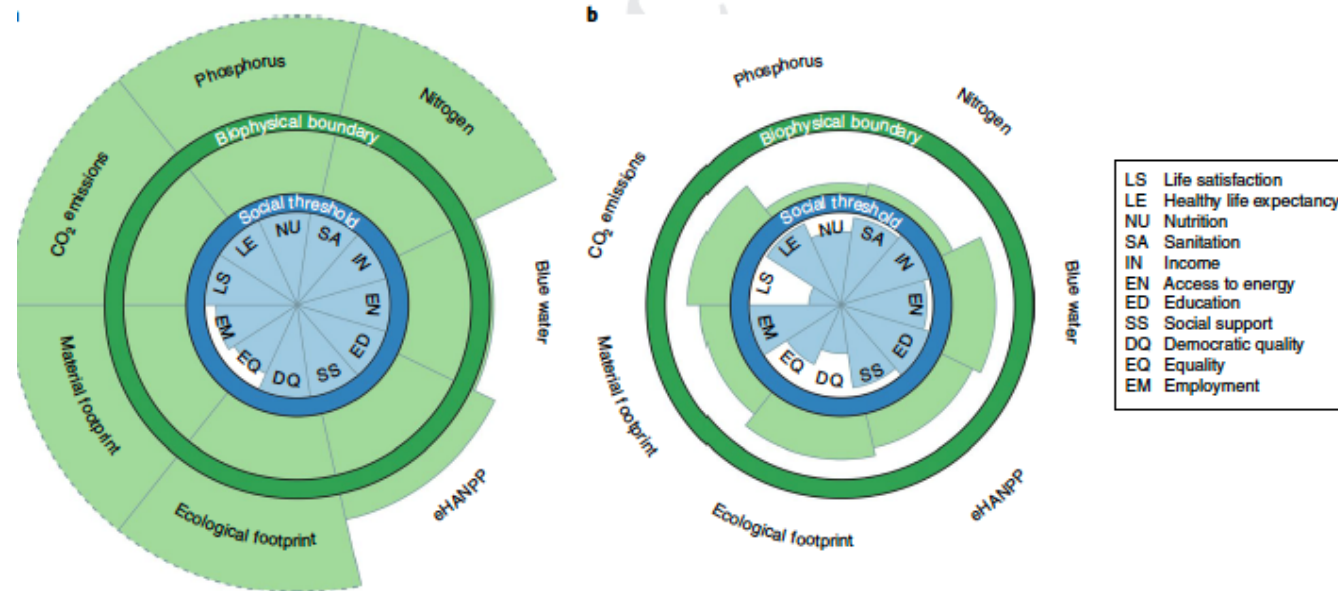 b
Phosphorus
Nitrogen
Biophysical boundary
CO₂ emissions
Social threshold
LS
LE
NU
SA
IN
EN
ED
SS
DQ
EQ
EM
Blue water
Material footprint
Ecological footprint
eHANPP
Phosphorus
Nitrogen
Biophysical boundary
CO₂ emissions
Social threshold
LS
LE
NU
SA
IN
EN
ED
SS
DQ
EQ
EM
Blue water
Material footprint
Ecological footprint
eHANPP
LS Life satisfaction
LE Healthy life expectancy
NU Nutrition
SA Sanitation
IN Income
EN Access to energy
ED Education
SS Social support
DQ Democratic quality
EQ Equality
EM Employment